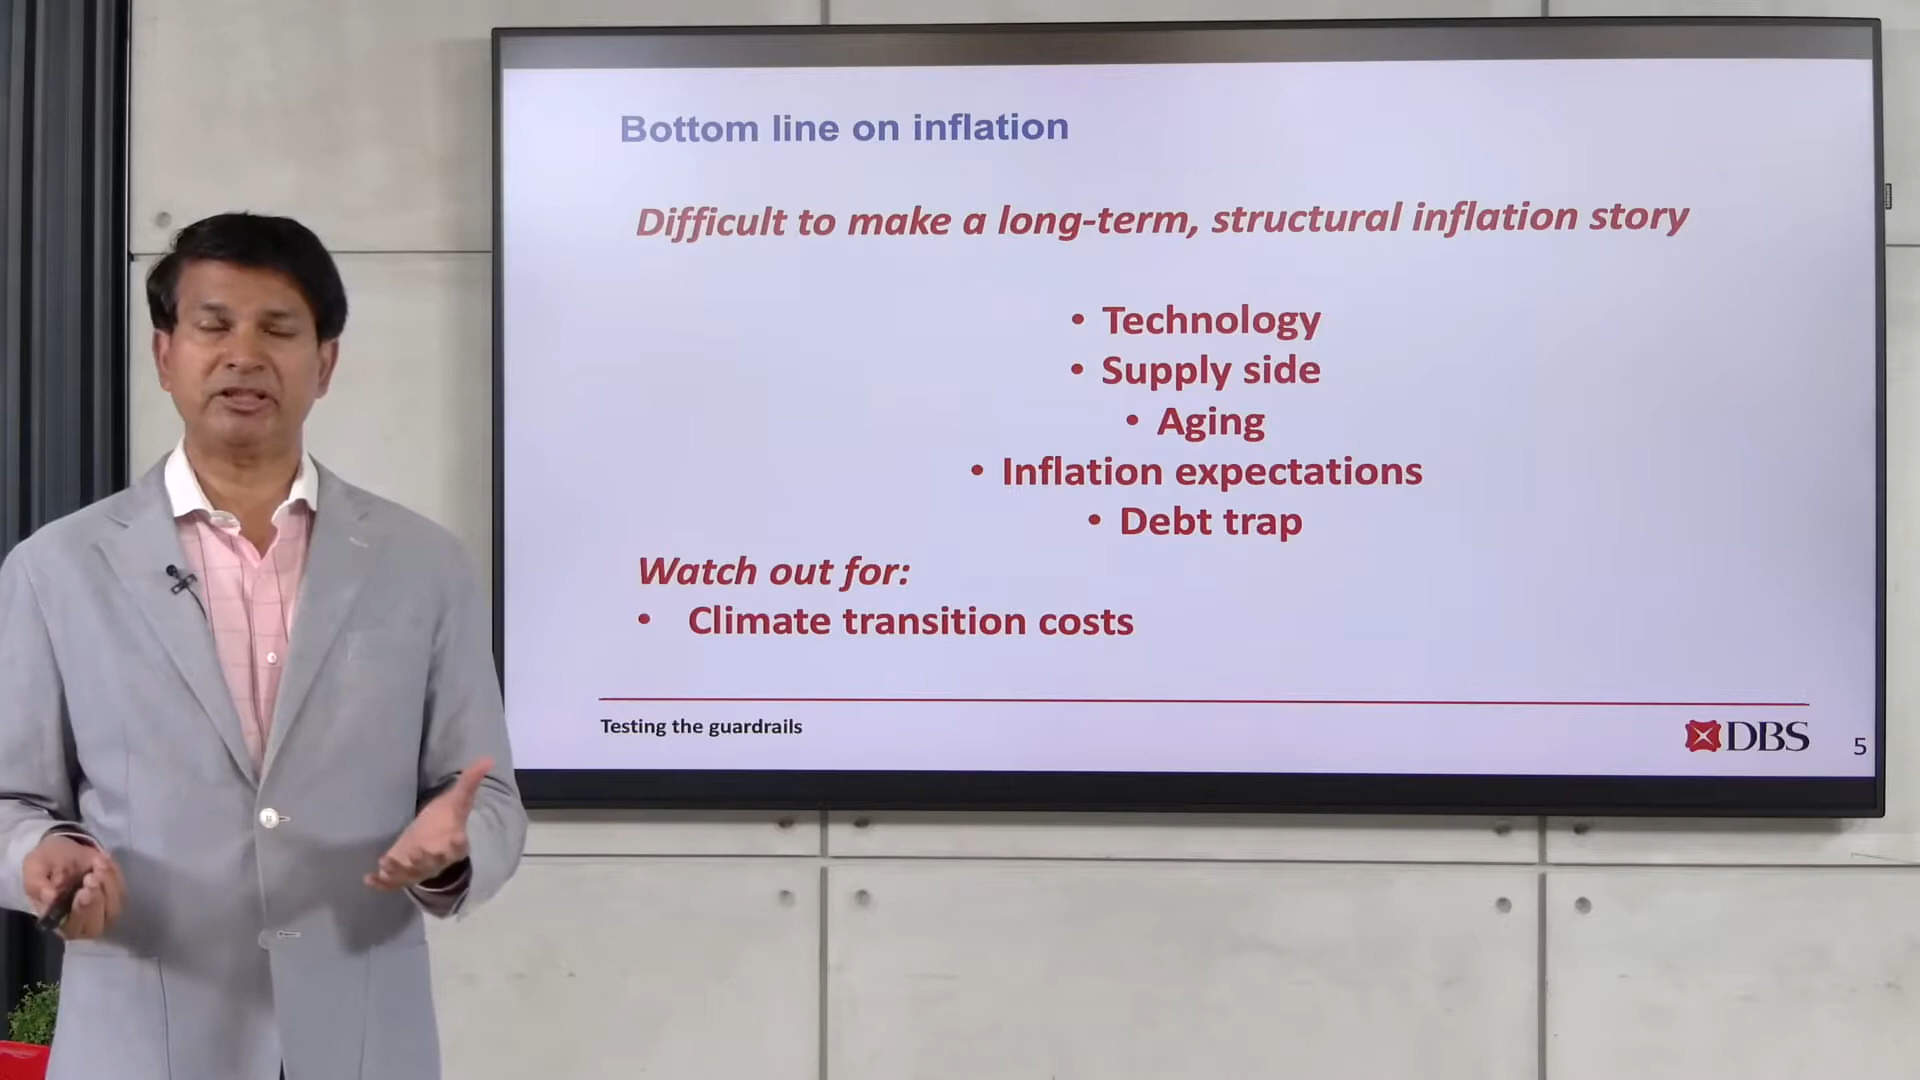 Bottom line on inflation
Difficult to make a long-term, structural inflation story
• Technology
• Supply side
• Aging
• Inflation expectations
• Debt trap
Watch out for:
• Climate transition costs
Testing the guardrails
DBS
5